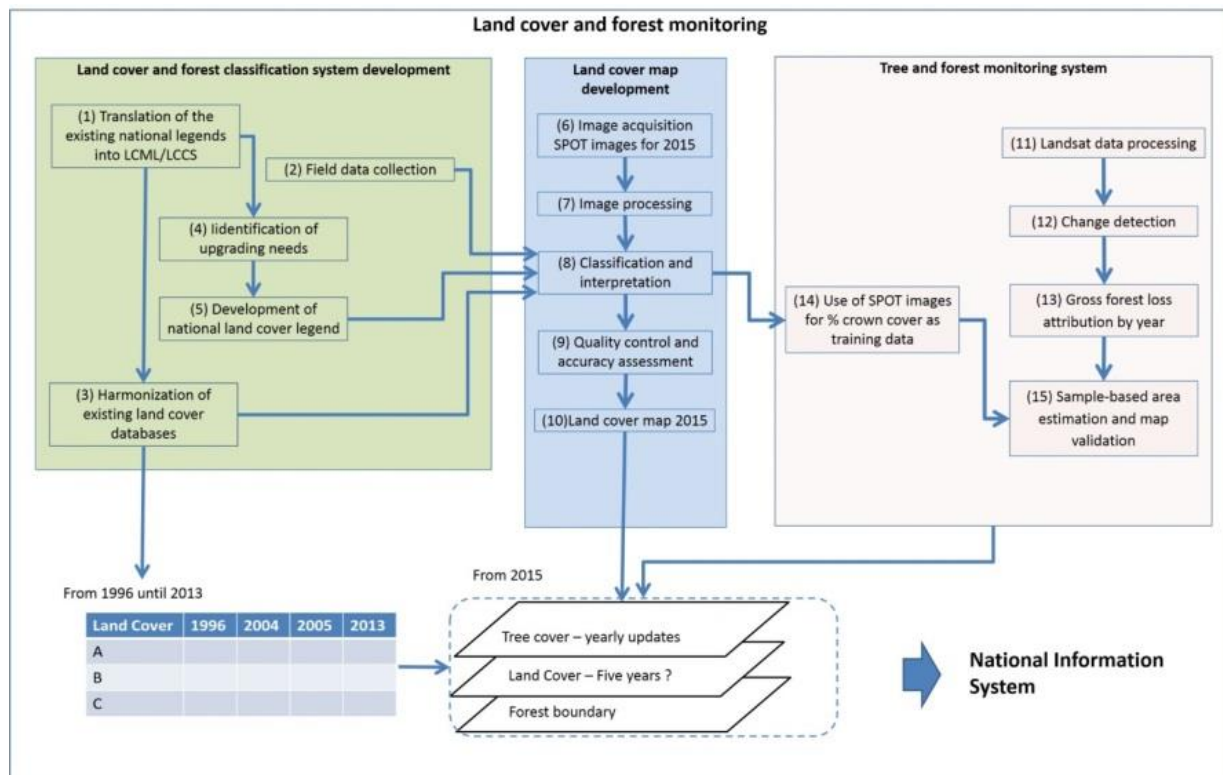 Land cover and forest monitoring
Land cover and forest classification system development
(1) Translation of the
existing national legends
into LCML/LCCS
(2) Field data collection
(4) Iidentification of
upgrading needs
(5) Development of
national land cover legend
(3) Harmonization of
existing land cover
databases
Land cover map
development
(6) Image acquisition
SPOT images for 2015
(7) Image processing
(8) Classification and
interpretation
(9) Quality control and
accuracy assessment
(10)Land cover map 2015
Tree and forest monitoring system
(11) Landsat data processing
(12) Change detection
(13) Gross forest loss
attribution by year
(14) Use of SPOT images
for % crown cover as
training data
(15) Sample-based area
estimation and map
validation
From 1996 until 2013
Land Cover 1996 2004 2005 2013
A
B
C
From 2015
Tree cover – yearly updates
Land Cover – Five years ?
Forest boundary
National Information
System